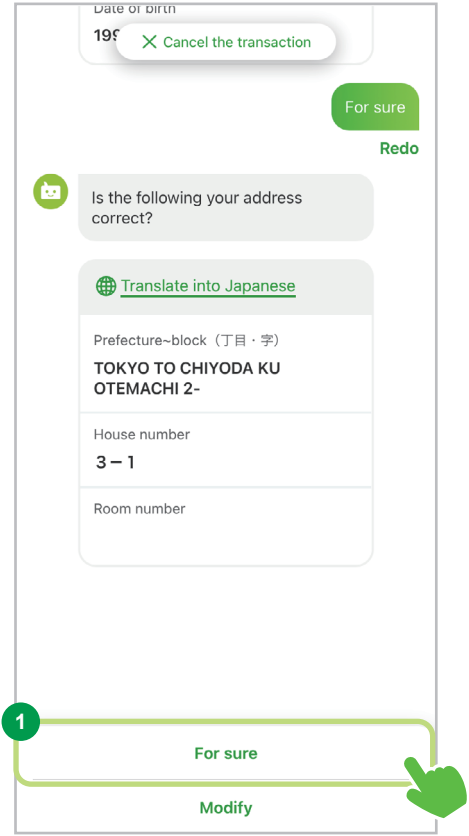 Date of birth
199
Cancel the transaction
For sure
Redo
Is the following your address
correct?
Translate into Japanese
Prefecture~block（丁目・字）
TOKYO TO CHIYODA KU
OTEMACHI 2-
House number
３－１
Room number
1
For sure
Modify